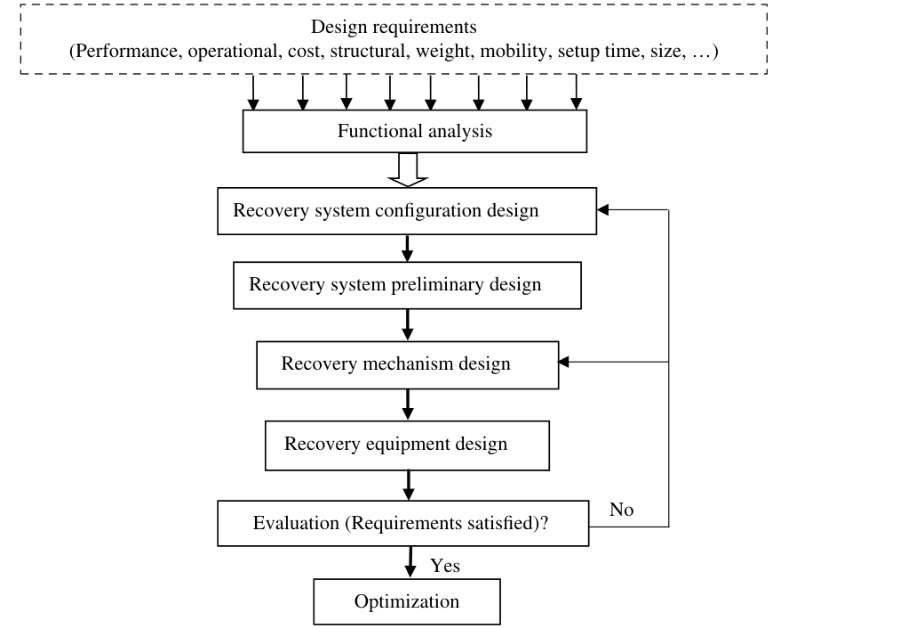 Design requirements
(Performance, operational, cost, structural, weight, mobility, setup time, size, …)
Functional analysis
Recovery system configuration design
Recovery system preliminary design
Recovery mechanism design
Recovery equipment design
Evaluation (Requirements satisfied)?
No
Yes
Optimization